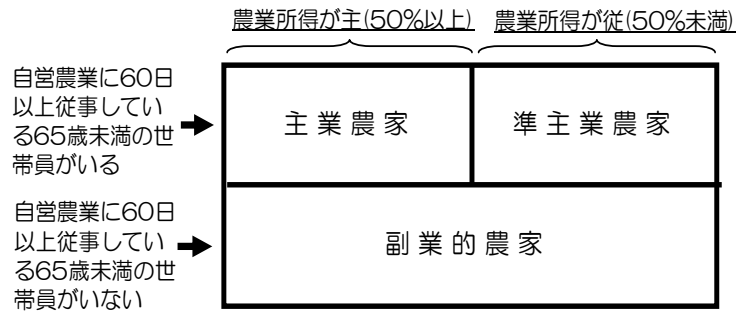 農業所得が主(50%以上)
農業所得が従(50%未満)
自営農業に60日
以上従事してい
る65歳未満の世
帯員がいる
主業農家
準主業農家
自営農業に60日
以上従事してい
る65歳未満の世
帯員がいない
副業的農家